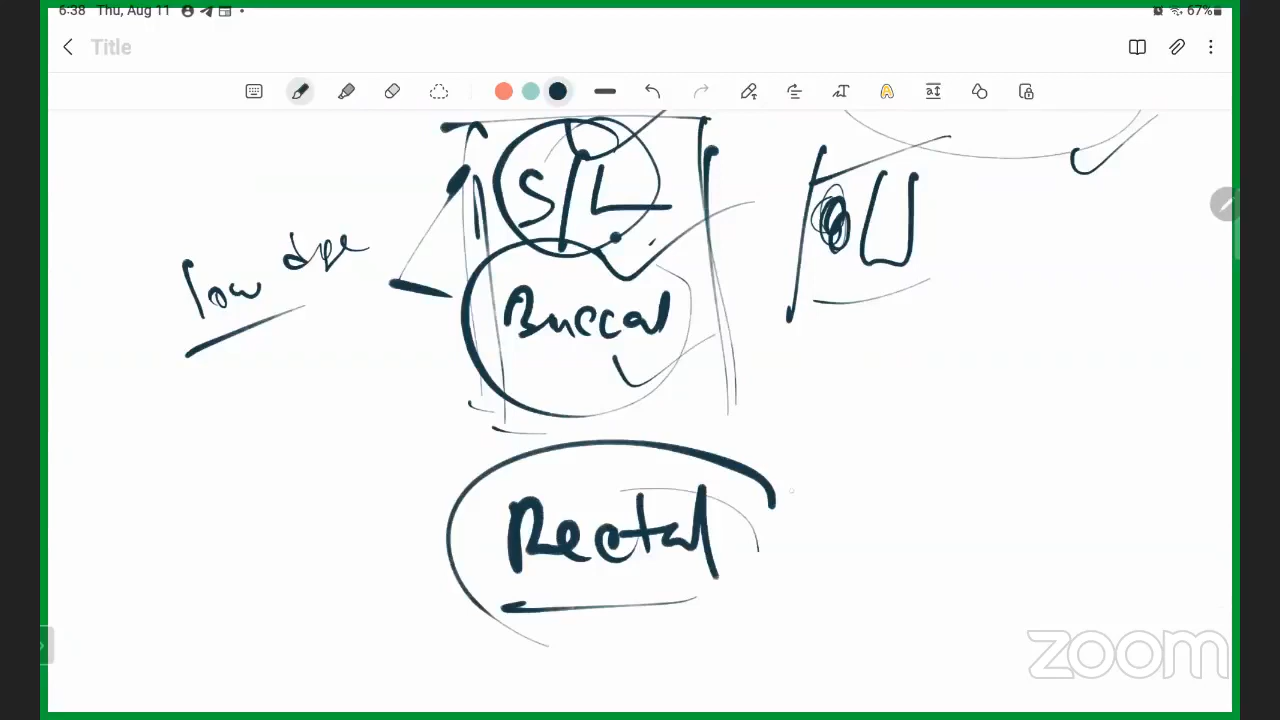 6:38 Thu, Aug 11
67%
Title
S/L
low dose
Buccal
Rectal
zoom